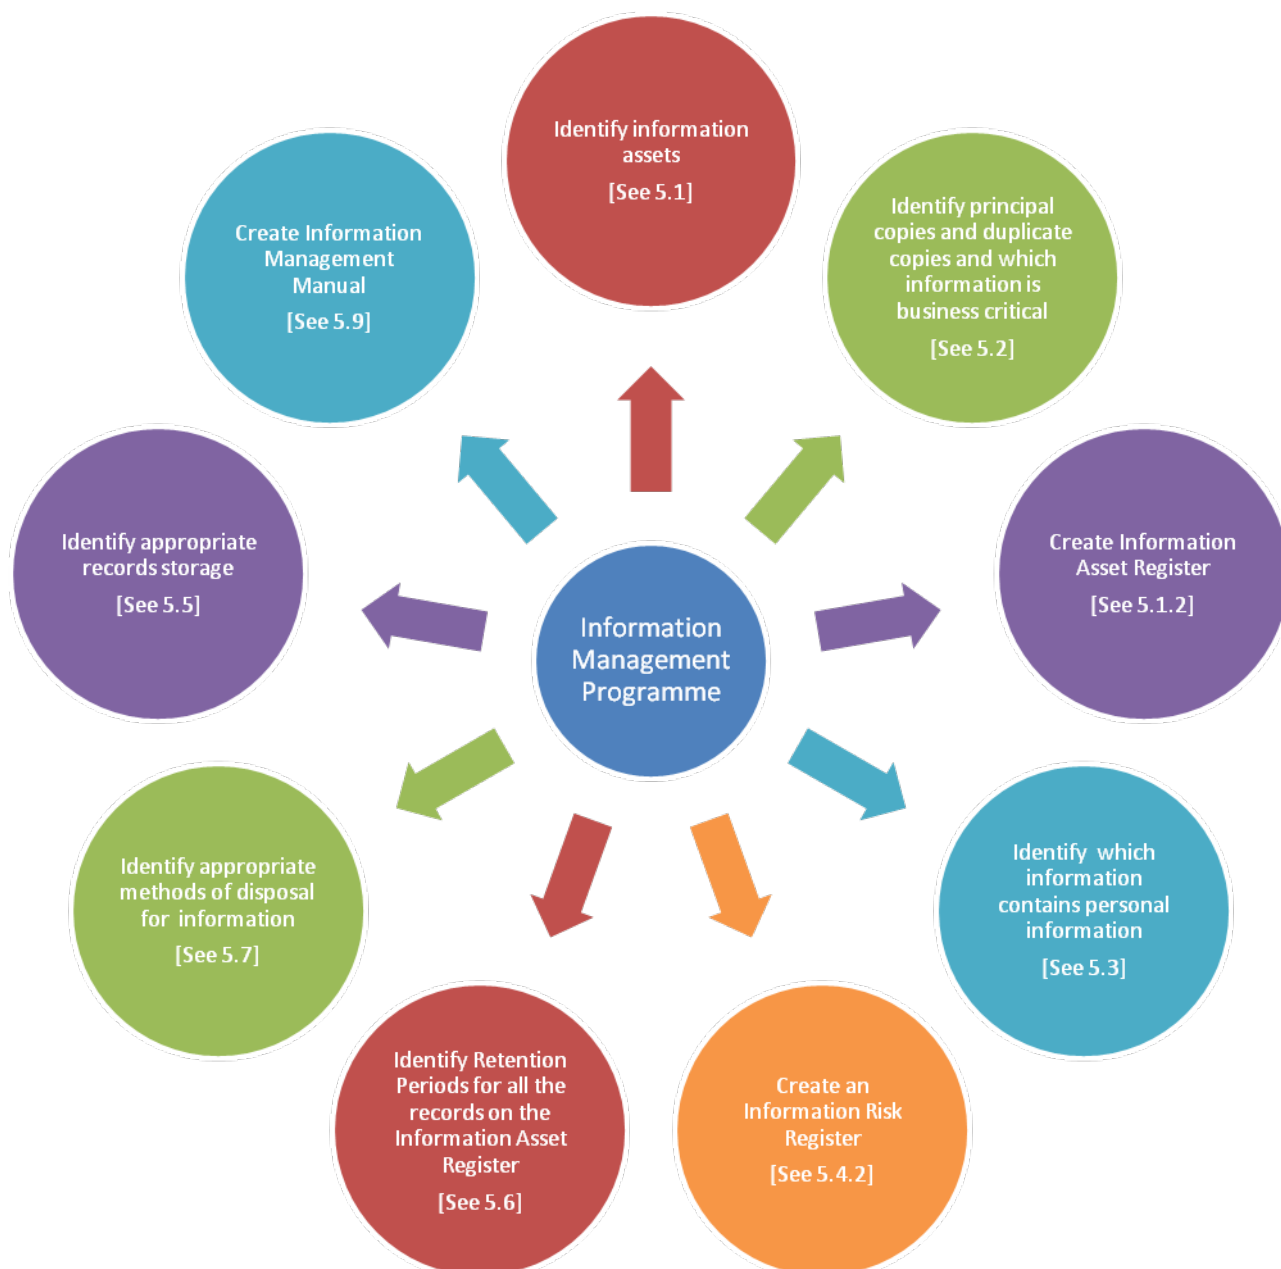 Identify information
assets
[See 5.1]
Identify principal
copies and duplicate
copies and which
information is
business critical
[See 5.2]
Create Information
Asset Register
[See 5.1.2]
Identify which
information
contains personal
information
[See 5.3]
Create an
Information Risk
Register
[See 5.4.2]
Identify Retention
Periods for all the
records on the
Information Asset
Register
[See 5.6]
Identify appropriate
methods of disposal
for information
[See 5.7]
Identify appropriate
records storage
[See 5.5]
Create Information
Management
Manual
[See 5.9]
Information
Management
Programme